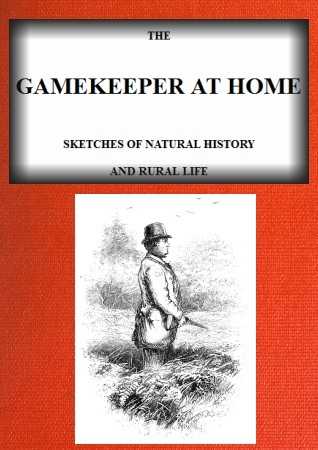 THE
GAMEKEEPER AT HOME
SKETCHES OF NATURAL HISTORY
AND RURAL LIFE